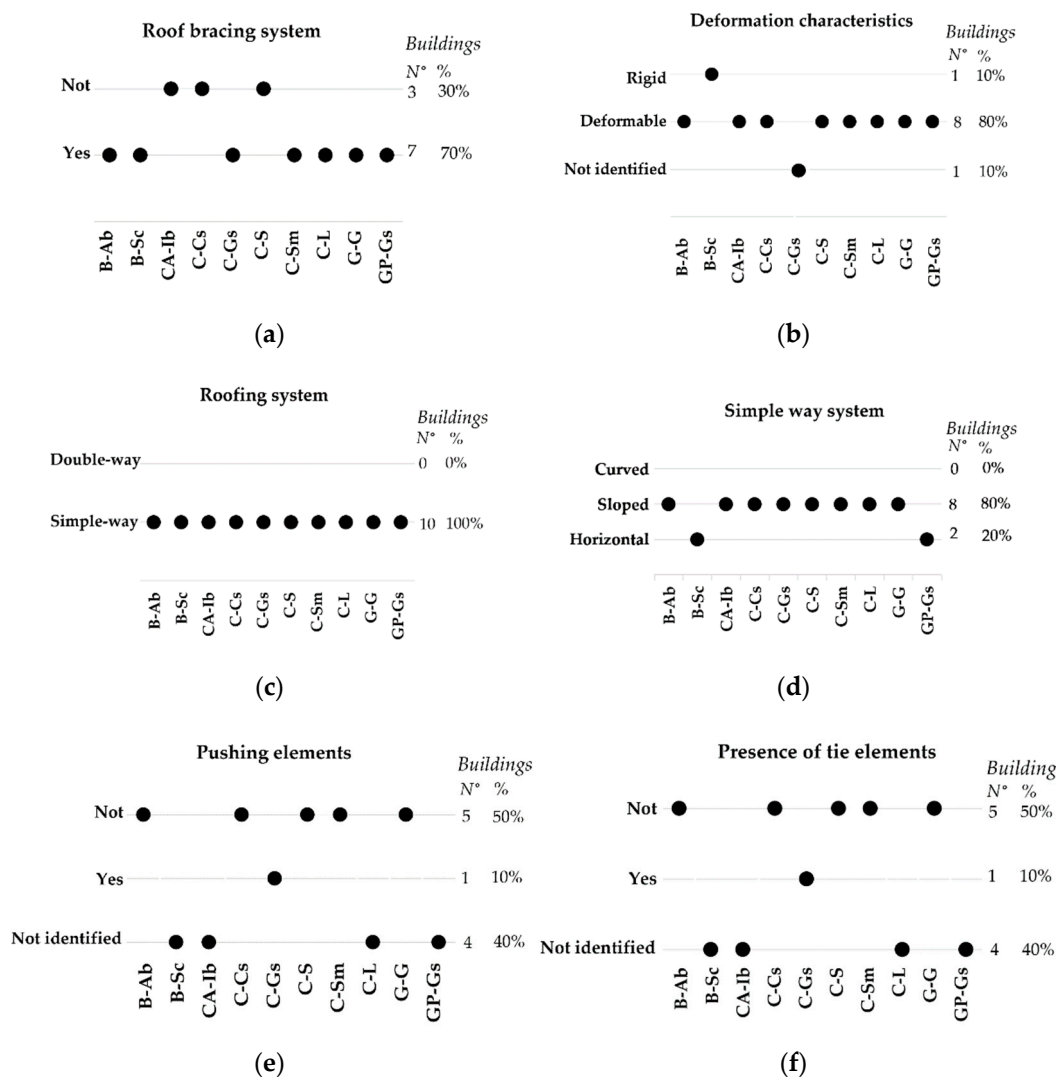 Roof bracing system
Buildings
N° %
Not 3 30%
Yes 7 70%
B-Ab B-Sc CA-Ib C-Cs C-Gs C-S C-Sm C-L G-G GP-Gs
(a)
Deformation characteristics
Buildings
N° %
Rigid 1 10%
Deformable 8 80%
Not identified 1 10%
B-Ab B-Sc CA-Ib C-Cs C-Gs C-S C-Sm C-L G-G GP-Gs
(b)
Roofing system
Buildings
N° %
Double-way 0 0%
Simple-way 10 100%
B-Ab B-Sc CA-Ib C-Cs C-Gs C-S C-Sm C-L G-G GP-Gs
(c)
Simple way system
Buildings
N° %
Curved 0 0%
Sloped 8 80%
Horizontal 2 20%
B-Ab B-Sc CA-Ib C-Cs C-Gs C-S C-Sm C-L G-G GP-Gs
(d)
Pushing elements
Buildings
N° %
Not 5 50%
Yes 1 10%
Not identified 4 40%
B-Ab B-Sc CA-Ib C-Cs C-Gs C-S C-Sm C-L G-G GP-Gs
(e)
Presence of tie elements
Building
N° %
Not 5 50%
Yes 1 10%
Not identified 4 40%
B-Ab B-Sc CA-Ib C-Cs C-Gs C-S C-Sm C-L G-G GP-Gs
(f)